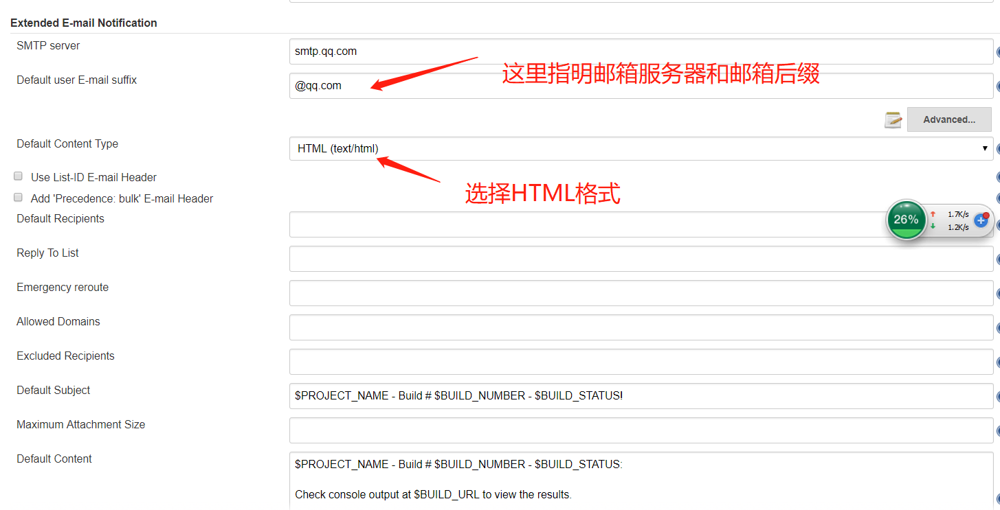 Extended E-mail Notification
SMTP server
smtp.qq.com
这里指明邮箱服务器和邮箱后缀
Default user E-mail suffix
@qq.com
Advanced...
Default Content Type
HTML (text/html)
Use List-ID E-mail Header
选择HTML格式
Add 'Precedence: bulk' E-mail Header
Default Recipients
26%
1.7K/s
1.2K/s
Reply To List
Emergency reroute
Allowed Domains
Excluded Recipients
Default Subject
$PROJECT_NAME - Build # $BUILD_NUMBER - $BUILD_STATUS!
Maximum Attachment Size
Default Content
$PROJECT_NAME - Build # $BUILD_NUMBER - $BUILD_STATUS:
Check console output at $BUILD_URL to view the results.